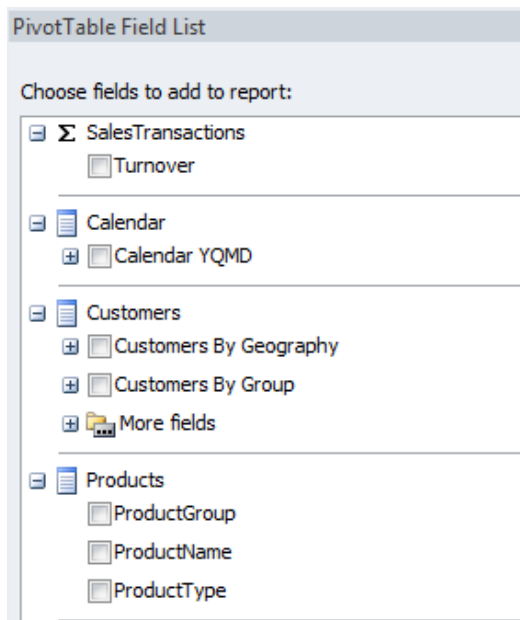 PivotTable Field List
Choose fields to add to report:
Σ SalesTransactions
Turnover
Calendar
Calendar YQMD
Customers
Customers By Geography
Customers By Group
More fields
Products
ProductGroup
ProductName
ProductType